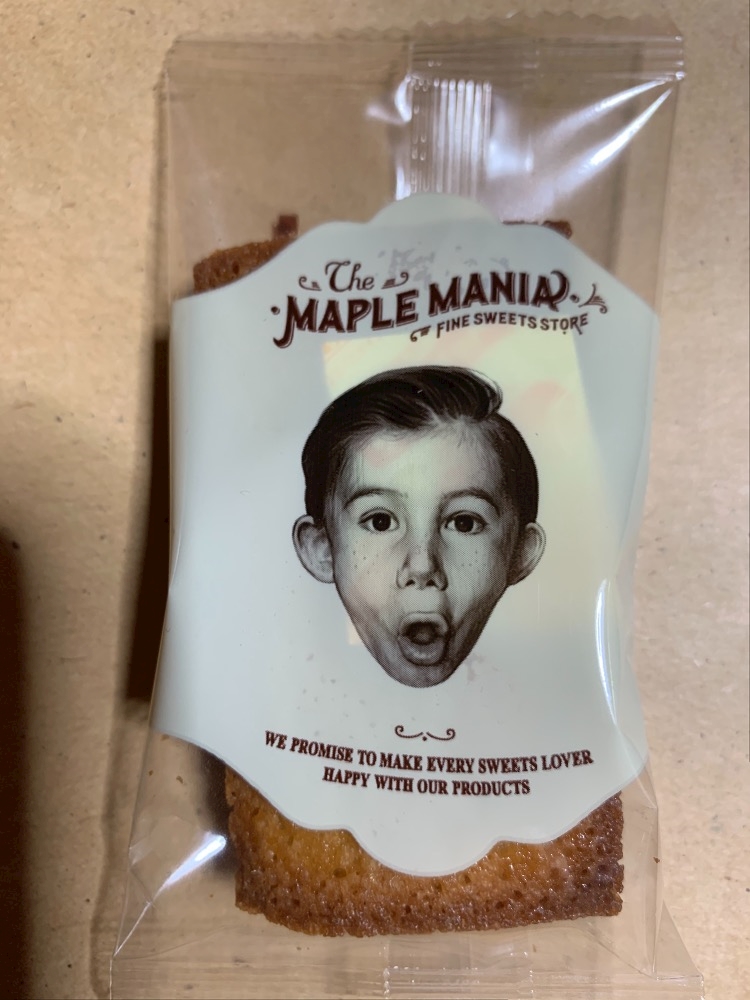 The
MAPLE MANIA
FINE SWEETS STORE
WE PROMISE TO MAKE EVERY SWEETS LOVER
HAPPY WITH OUR PRODUCTS